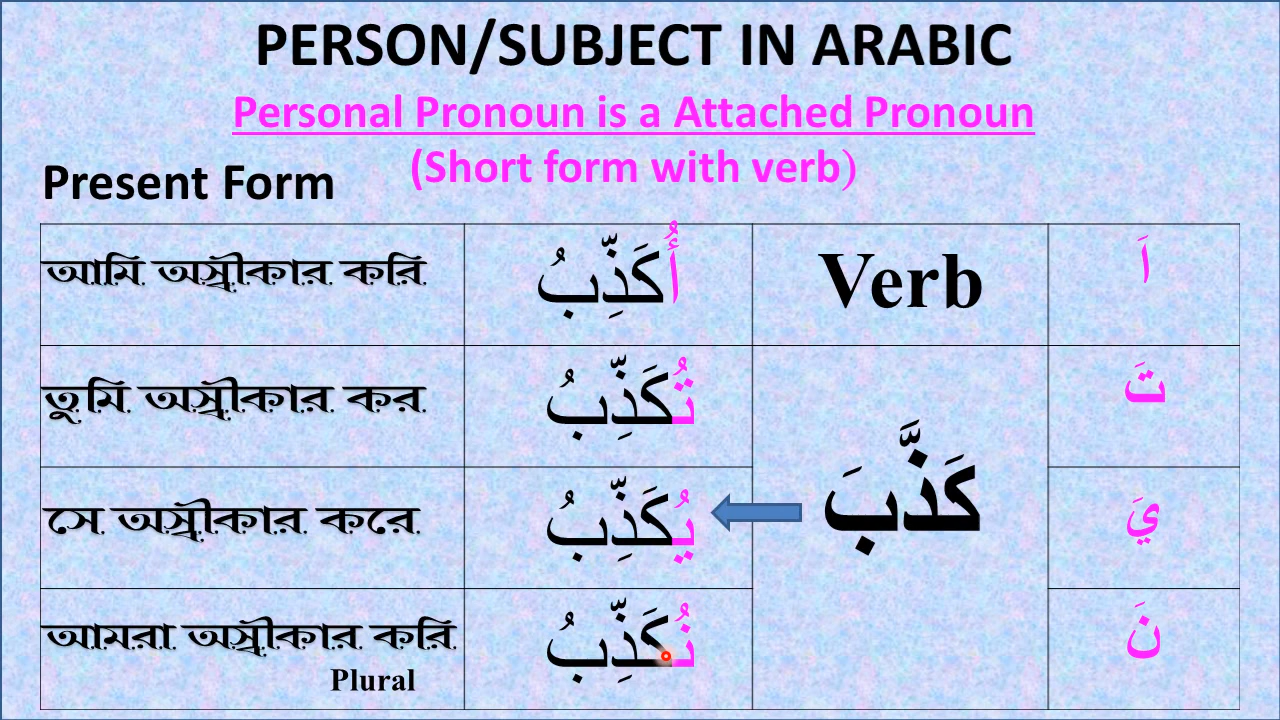 PERSON/SUBJECT IN ARABIC
Personal Pronoun is a Attached Pronoun
(Short form with verb)
Present Form
আমি অস্বীকার করি
أُكَذِّبُ
Verb
اَ
তুমি অস্বীকার কর
تُكَذِّبُ
كَذَّبَ
تَ
সে অস্বীকার করে
يُكَذِّبُ
يَ
আমরা অস্বীকার করি
Plural
نُكَذِّبُ
نَ